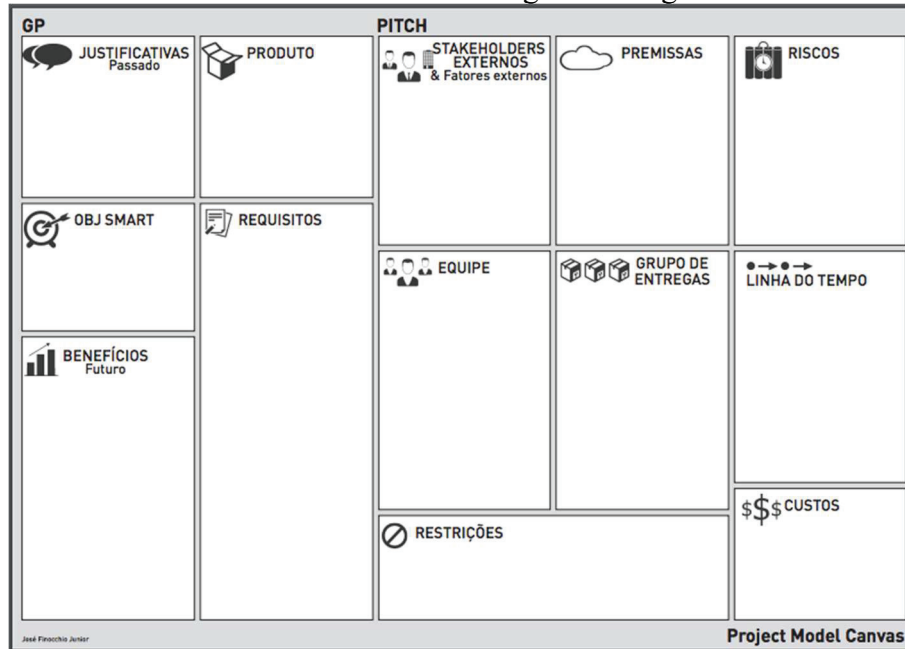 GP
PITCH
JUSTIFICATIVAS
Passado
PRODUTO
STAKEHOLDERS
EXTERNOS
& Fatores externos
PREMISSAS
RISCOS
OBJ SMART
REQUISITOS
EQUIPE
GRUPO DE
ENTREGAS
LINHA DO TEMPO
BENEFÍCIOS
Futuro
RESTRIÇÕES
$$$ CUSTOS
José Finocchio Junior
Project Model Canvas